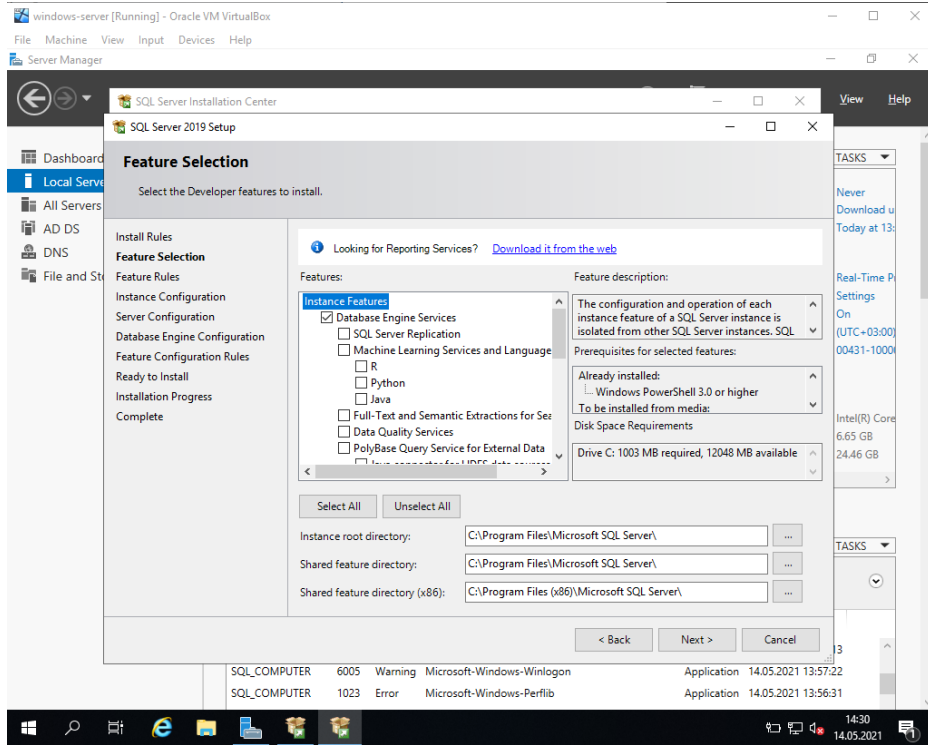 windows-server [Running] - Oracle VM VirtualBox
File Machine View Input Devices Help
Server Manager
SQL Server Installation Center
View Help
SQL Server 2019 Setup
Feature Selection
Select the Developer features to install.
Dashboard
Local Serve
All Servers
AD DS
DNS
File and Sto
Install Rules
Feature Selection
Feature Rules
Instance Configuration
Server Configuration
Database Engine Configuration
Feature Configuration Rules
Ready to Install
Installation Progress
Complete
Looking for Reporting Services? Download it from the web
Features:
Instance Features
Database Engine Services
SQL Server Replication
Machine Learning Services and Language
R
Python
Java
Full-Text and Semantic Extractions for Sea
Data Quality Services
PolyBase Query Service for External Data
Java connector for HDFS data sources
Feature description:
The configuration and operation of each
instance feature of a SQL Server instance is
isolated from other SQL Server instances. SQL
Prerequisites for selected features:
Already installed:
Windows PowerShell 3.0 or higher
To be installed from media:
Disk Space Requirements
Drive C: 1003 MB required, 12048 MB available
Select All Unselect All
Instance root directory: C:\Program Files\Microsoft SQL Server\ ...
Shared feature directory: C:\Program Files\Microsoft SQL Server\ ...
Shared feature directory (x86): C:\Program Files (x86)\Microsoft SQL Server\ ...
< Back Next > Cancel
TASKS
Never
Download u
Today at 13:
Real-Time Pr
Settings
On
(UTC+03:00)
00431-1000
Intel(R) Core
6.65 GB
24.46 GB
TASKS
13
SQL_COMPUTER 6005 Warning Microsoft-Windows-Winlogon Application 14.05.2021 13:57:22
SQL_COMPUTER 1023 Error Microsoft-Windows-Perflib Application 14.05.2021 13:56:31
14:30
14.05.2021
1